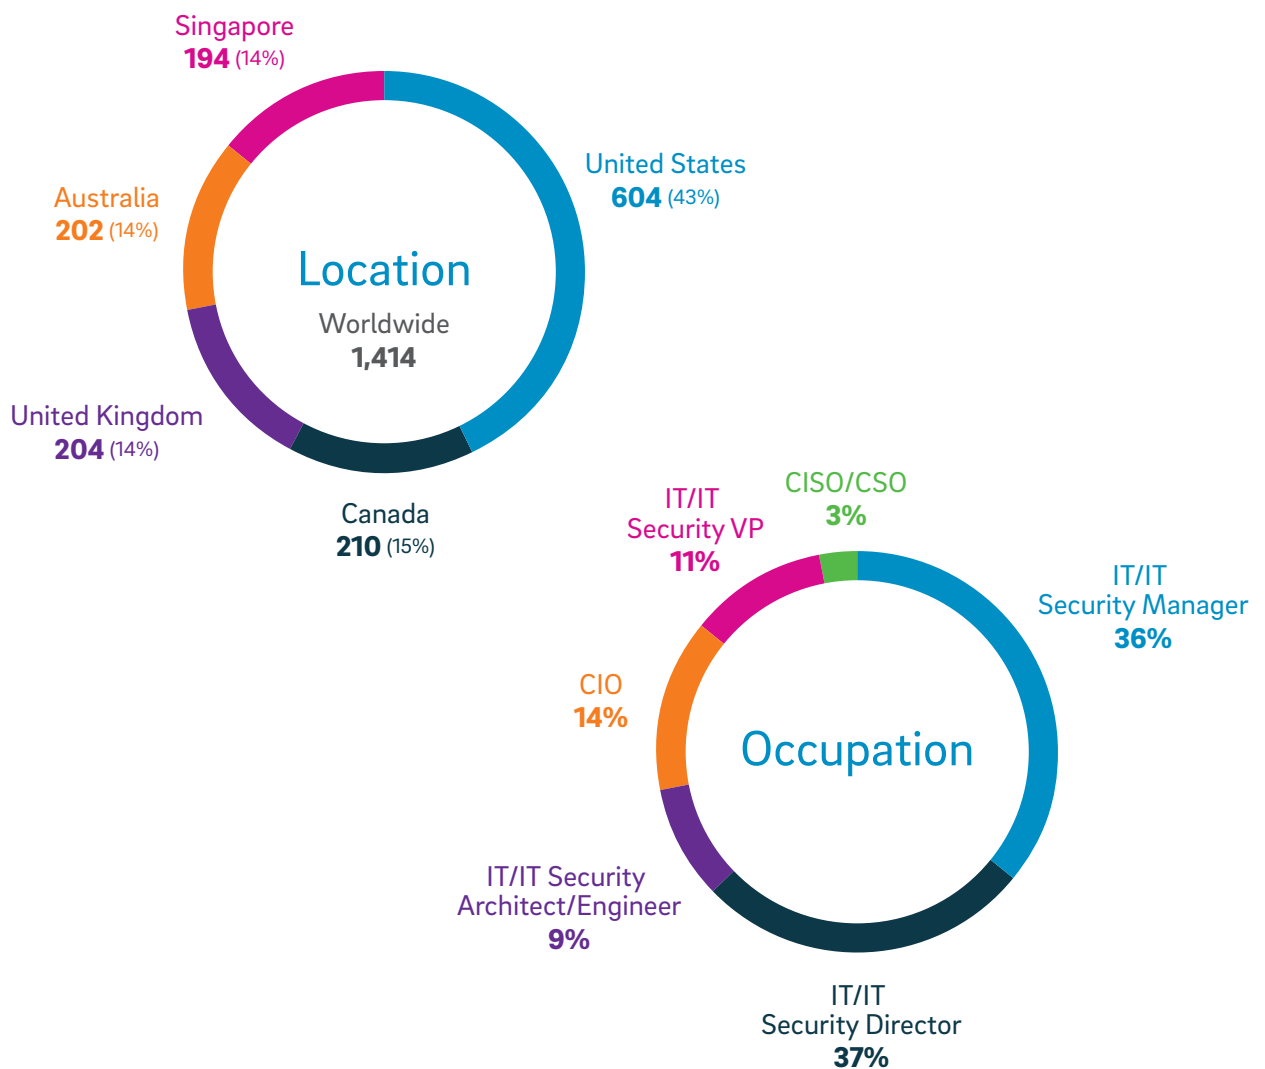 Singapore
194 (14%)
United States
604 (43%)
Australia
202 (14%)
Location
Worldwide
1,414
United Kingdom
204 (14%)
Canada
210 (15%)
CISO/CSO
3%
IT/IT
Security VP
11%
IT/IT
Security Manager
36%
CIO
14%
Occupation
IT/IT Security
Architect/Engineer
9%
IT/IT
Security Director
37%